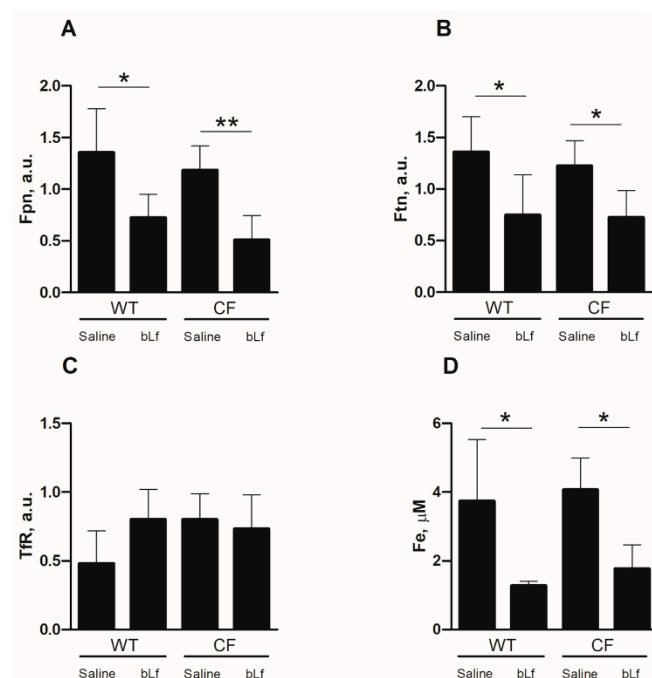 A
Fpn, a.u.
2.0
1.5
1.0
0.5
0.0
*
**
WT
CF
Saline
bLf
Saline
bLf
B
Ftn, a.u.
2.0
1.5
1.0
0.5
0.0
*
*
WT
CF
Saline
bLf
Saline
bLf
C
TfR, a.u.
1.5
1.0
0.5
0.0
WT
CF
Saline
bLf
Saline
bLf
D
Fe, μM
6
4
2
0
*
*
WT
CF
Saline
bLf
Saline
bLf